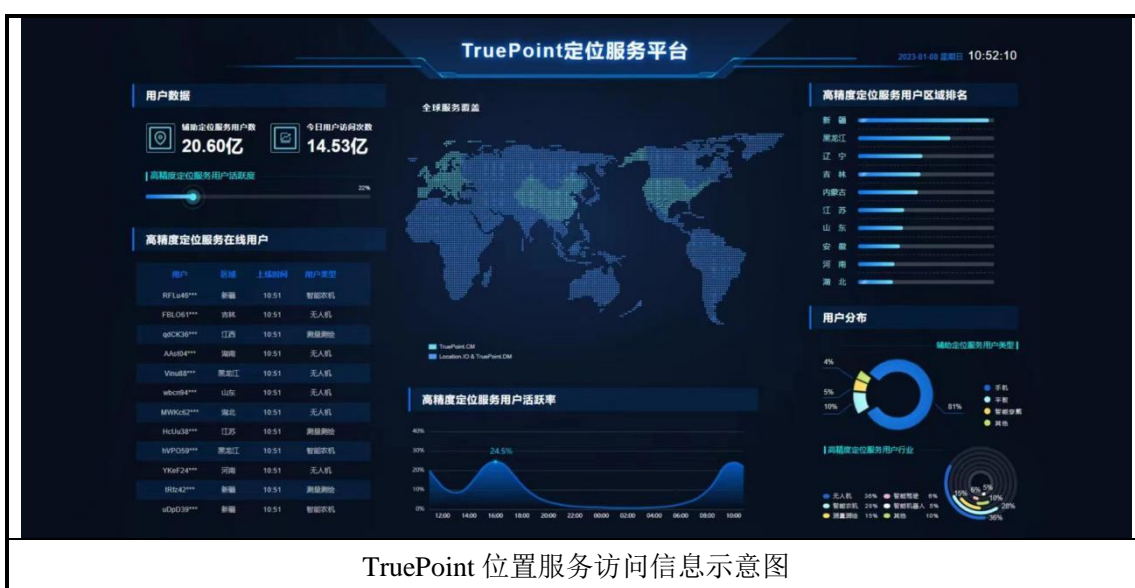 TruePoint定位服务平台
2023-01-08 星期日 10:52:10
用户数据
辅助定位服务用户数
20.60亿
今日用户访问次数
14.53亿
高精度定位服务用户活跃度
22%
高精度定位服务在线用户
用户 区域 上线时间 用户类型
RFLu46*** 新疆 10:51 智能农机
FBLO61*** 吉林 10:51 无人机
qdCK36*** 江西 10:51 测量测绘
AAst04*** 湖南 10:51 无人机
Vinu88*** 黑龙江 10:51 无人机
wbcn94*** 山东 10:51 无人机
MWKc62*** 湖北 10:51 无人机
HcUu38*** 江苏 10:51 测量测绘
hVPO59*** 黑龙江 10:51 智能农机
YKeF24*** 河南 10:51 无人机
tRfz42*** 新疆 10:51 测量测绘
uDpD39*** 新疆 10:51 智能农机
全球服务覆盖
TruePoint.CM
Location.IO & TruePoint.DM
高精度定位服务用户活跃率
40%
30%
20%
10%
0%
24.5%
12:00 14:00 16:00 18:00 20:00 22:00 00:00 02:00 04:00 06:00 08:00 10:00
高精度定位服务用户区域排名
新 疆
黑龙江
辽 宁
吉 林
内蒙古
江 苏
山 东
安 徽
河 南
湖 北
用户分布
辅助定位服务用户类型
4%
5%
10%
81%
手机
平板
智能穿戴
其他
高精度定位服务用户行业
无人机 36% 智能驾驶 6%
智能农机 28% 智能机器人 5%
测量测绘 15% 其他 10%
15% 6% 5% 10% 28% 36%
TruePoint 位置服务访问信息示意图